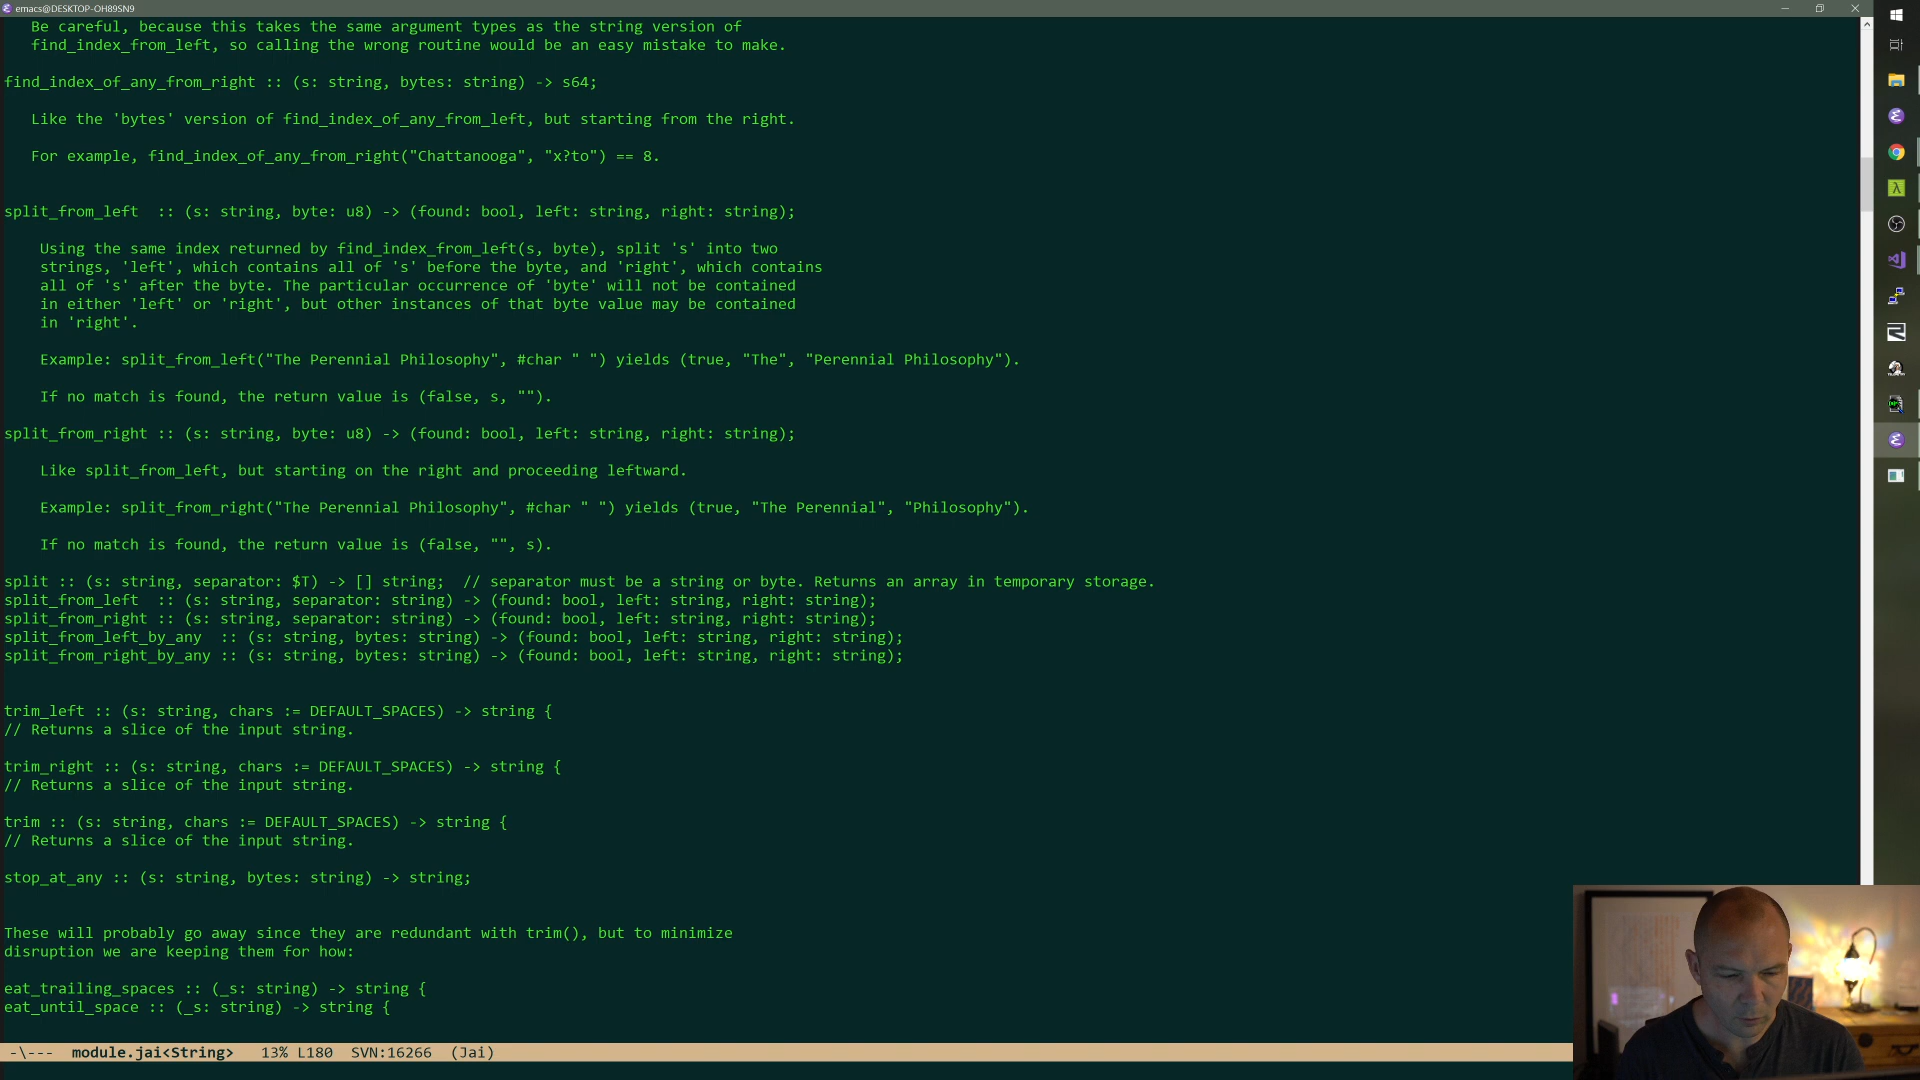 emacs@DESKTOP-OH89SN9
Be careful, because this takes the same argument types as the string version of
find_index_from_left, so calling the wrong routine would be an easy mistake to make.
find_index_of_any_from_right :: (s: string, bytes: string) -> s64;
Like the 'bytes' version of find_index_of_any_from_left, but starting from the right.
For example, find_index_of_any_from_right("Chattanooga", "x?to") == 8.
split_from_left  :: (s: string, byte: u8) -> (found: bool, left: string, right: string);
Using the same index returned by find_index_from_left(s, byte), split 's' into two
strings, 'left', which contains all of 's' before the byte, and 'right', which contains
all of 's' after the byte. The particular occurrence of 'byte' will not be contained
in either 'left' or 'right', but other instances of that byte value may be contained
in 'right'.
Example: split_from_left("The Perennial Philosophy", #char " ") yields (true, "The", "Perennial Philosophy").
If no match is found, the return value is (false, s, "").
split_from_right :: (s: string, byte: u8) -> (found: bool, left: string, right: string);
Like split_from_left, but starting on the right and proceeding leftward.
Example: split_from_right("The Perennial Philosophy", #char " ") yields (true, "The Perennial", "Philosophy").
If no match is found, the return value is (false, "", s).
split :: (s: string, separator: $T) -> [] string;  // separator must be a string or byte. Returns an array in temporary storage.
split_from_left  :: (s: string, separator: string) -> (found: bool, left: string, right: string);
split_from_right :: (s: string, separator: string) -> (found: bool, left: string, right: string);
split_from_left_by_any  :: (s: string, bytes: string) -> (found: bool, left: string, right: string);
split_from_right_by_any :: (s: string, bytes: string) -> (found: bool, left: string, right: string);
trim_left :: (s: string, chars := DEFAULT_SPACES) -> string {
// Returns a slice of the input string.
trim_right :: (s: string, chars := DEFAULT_SPACES) -> string {
// Returns a slice of the input string.
trim :: (s: string, chars := DEFAULT_SPACES) -> string {
// Returns a slice of the input string.
stop_at_any :: (s: string, bytes: string) -> string;
These will probably go away since they are redundant with trim(), but to minimize
disruption we are keeping them for how:
eat_trailing_spaces :: (_s: string) -> string {
eat_until_space :: (_s: string) -> string {
-\---  module.jai<String>   13% L180  SVN:16266  (Jai)